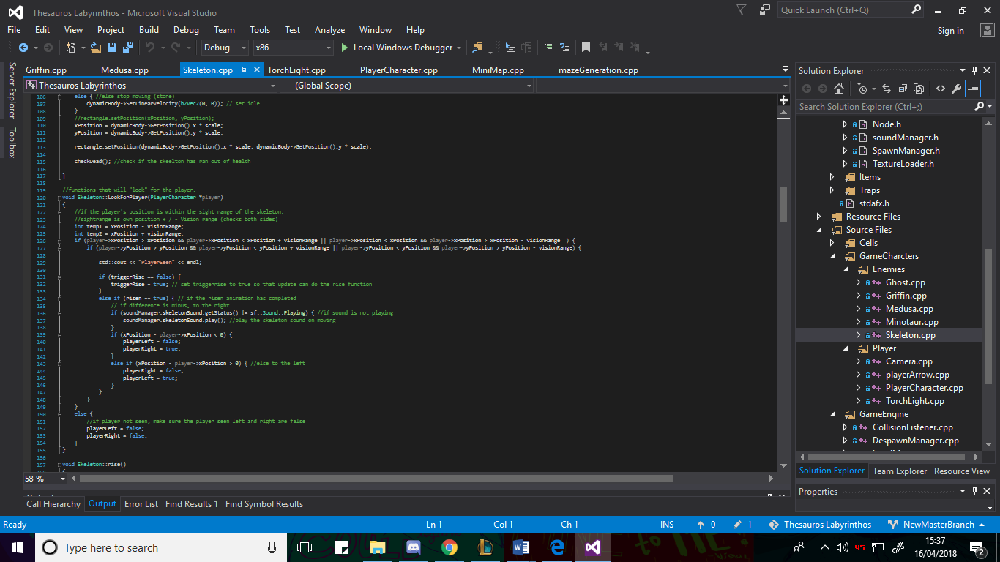 Thesauros Labyrinthos - Microsoft Visual Studio
Quick Launch (Ctrl+Q)
File Edit View Project Build Debug Team Tools Test Analyze Window Help
Sign in
Debug x86 Local Windows Debugger
Server Explorer
Toolbox
Griffin.cpp Medusa.cpp Skeleton.cpp TorchLight.cpp PlayerCharacter.cpp MiniMap.cpp mazeGeneration.cpp
Thesauros Labyrinthos (Global Scope)
106 else { //else stop moving (stone)
107 dynamicBody->SetLinearVelocity(b2Vec2(0, 0)); // set idle
108 }
109 //rectangle.setPosition(xPosition, yPosition);
110 xPosition = dynamicBody->GetPosition().x * scale;
111 yPosition = dynamicBody->GetPosition().y * scale;
112
113 rectangle.setPosition(dynamicBody->GetPosition().x * scale, dynamicBody->GetPosition().y * scale);
114
115 checkDead(); //check if the skeelton has ran out of health
116
117 }
118
119 //functions that will "look" for the player.
120 void Skeleton::LookForPlayer(PlayerCharacter *player)
121 {
122 //if the player's position is within the sight range of the skeleton.
123 //sightrange is own position + / - Vision range (checks both sides)
124 int temp1 = xPosition - visionRange;
125 int temp2 = xPosition + visionRange;
126 if (player->xPosition > xPosition && player->xPosition < xPosition + visionRange || player->xPosition < xPosition && player->xPosition > xPosition - visionRange ) {
127 if (player->yPosition > yPosition && player->yPosition < yPosition + visionRange || player->yPosition < yPosition && player->yPosition > yPosition - visionRange) {
128
129 std::cout << "PlayerSeen" << endl;
130
131 if (triggerRise == false) {
132 triggerRise = true; // set triggerrise to true so that update can do the rise function
133 }
134 else if (risen == true) { // if the risen animation has completed
135 // if difference is minus, to the right
136 if (soundManager.skeletonSound.getStatus() != sf::Sound::Playing) { //if sound is not playing
137 soundManager.skeletonSound.play(); //play the skeleton sound on moving
138 }
139 if (xPosition - player->xPosition < 0) {
140 playerLeft = false;
141 playerRight = true;
142 }
143 else if (xPosition - player->xPosition > 0) { //else to the left
144 playerRight = false;
145 playerLeft = true;
146 }
147 }
148 }
149 }
150 else {
151 //if player not seen, make sure the player seen left and right are false
152 playerLeft = false;
153 playerRight = false;
154 }
155 }
156
157 void Skeleton::rise()
58 %
Solution Explorer
Search Solution Explorer (Ctrl+;)
Node.h
soundManager.h
SpawnManager.h
TextureLoader.h
Items
Traps
stdafx.h
Resource Files
Source Files
Cells
GameCharcters
Enemies
Ghost.cpp
Griffin.cpp
Medusa.cpp
Minotaur.cpp
Skeleton.cpp
Player
Camera.cpp
playerArrow.cpp
PlayerCharacter.cpp
TorchLight.cpp
GameEngine
CollisionListener.cpp
DespawnManager.cpp
Solution Explorer Team Explorer Resource View
Properties
Call Hierarchy Output Error List Find Results 1 Find Symbol Results
Ready Ln 1 Col 1 Ch 1 INS 0 1 Thesauros Labyrinthos NewMasterBranch
Type here to search
45
15:37
16/04/2018
2